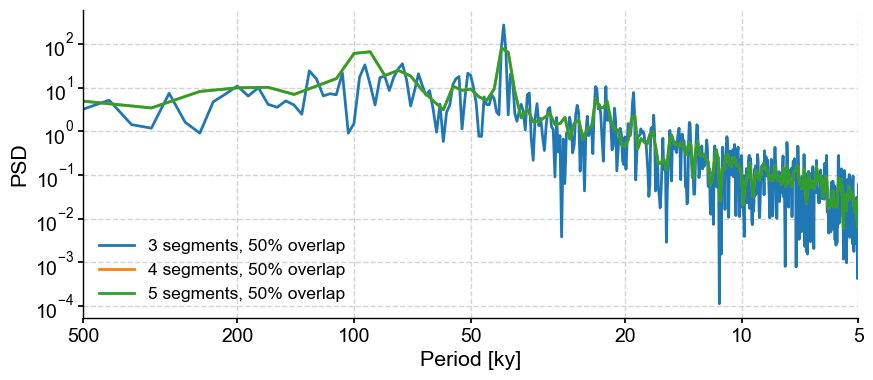 10²
10¹
10⁰
10⁻¹
10⁻²
10⁻³
10⁻⁴
PSD
3 segments, 50% overlap
4 segments, 50% overlap
5 segments, 50% overlap
500 200 100 50 20 10 5
Period [ky]